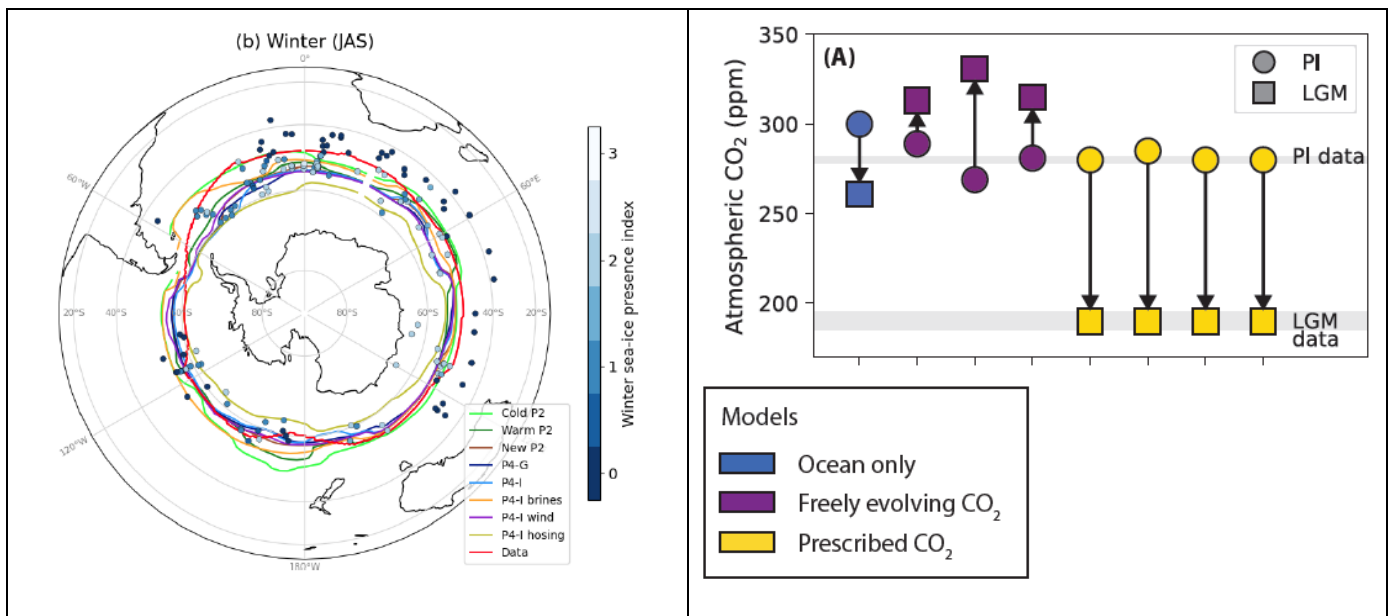 (b) Winter (JAS)
0°
60°W
60°E
20°S
40°S
60°S
80°S
80°S
60°S
40°S
20°S
120°W
180°W
Cold P2
Warm P2
New P2
P4-G
P4-I
P4-I brines
P4-I wind
P4-I hosing
Data
3
2
1
0
Winter sea-ice presence index
(A)
PI
LGM
350
300
250
200
Atmospheric CO₂ (ppm)
PI data
LGM
data
Models
Ocean only
Freely evolving CO₂
Prescribed CO₂